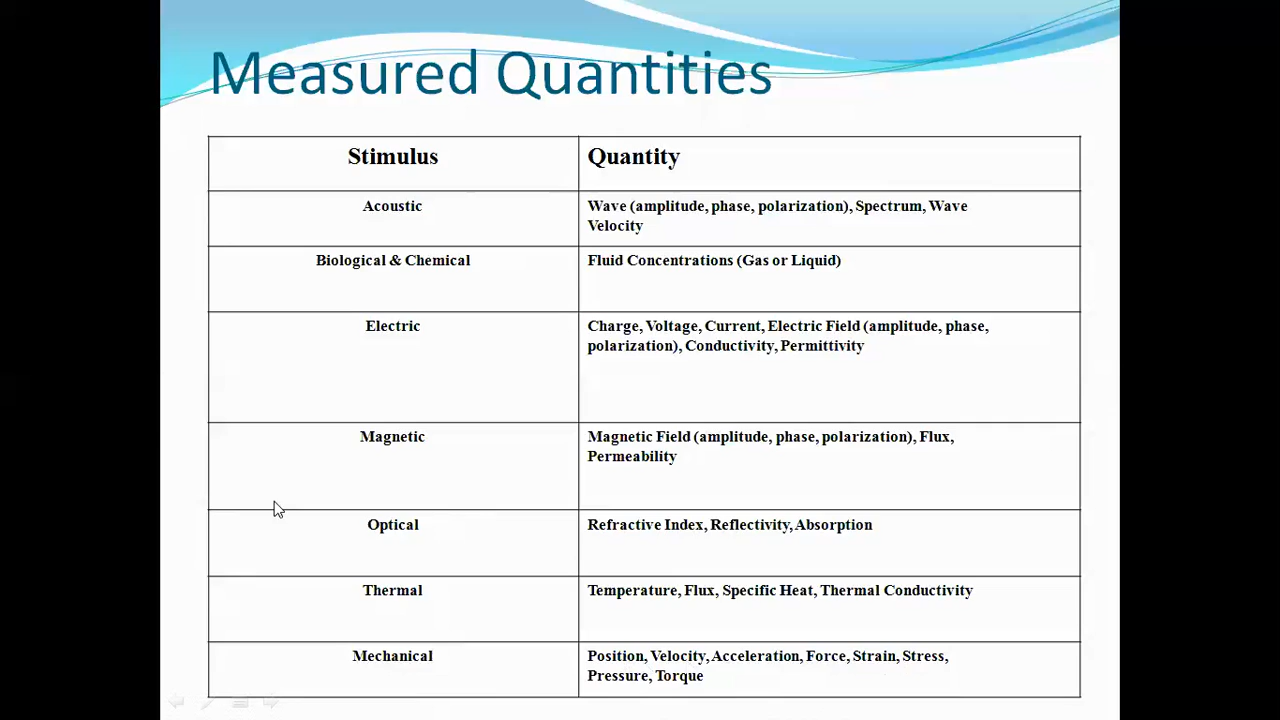 Measured Quantities
Stimulus
Quantity
Acoustic
Wave (amplitude, phase, polarization), Spectrum, Wave
Velocity
Biological & Chemical
Fluid Concentrations (Gas or Liquid)
Electric
Charge, Voltage, Current, Electric Field (amplitude, phase,
polarization), Conductivity, Permittivity
Magnetic
Magnetic Field (amplitude, phase, polarization), Flux,
Permeability
Optical
Refractive Index, Reflectivity, Absorption
Thermal
Temperature, Flux, Specific Heat, Thermal Conductivity
Mechanical
Position, Velocity, Acceleration, Force, Strain, Stress,
Pressure, Torque